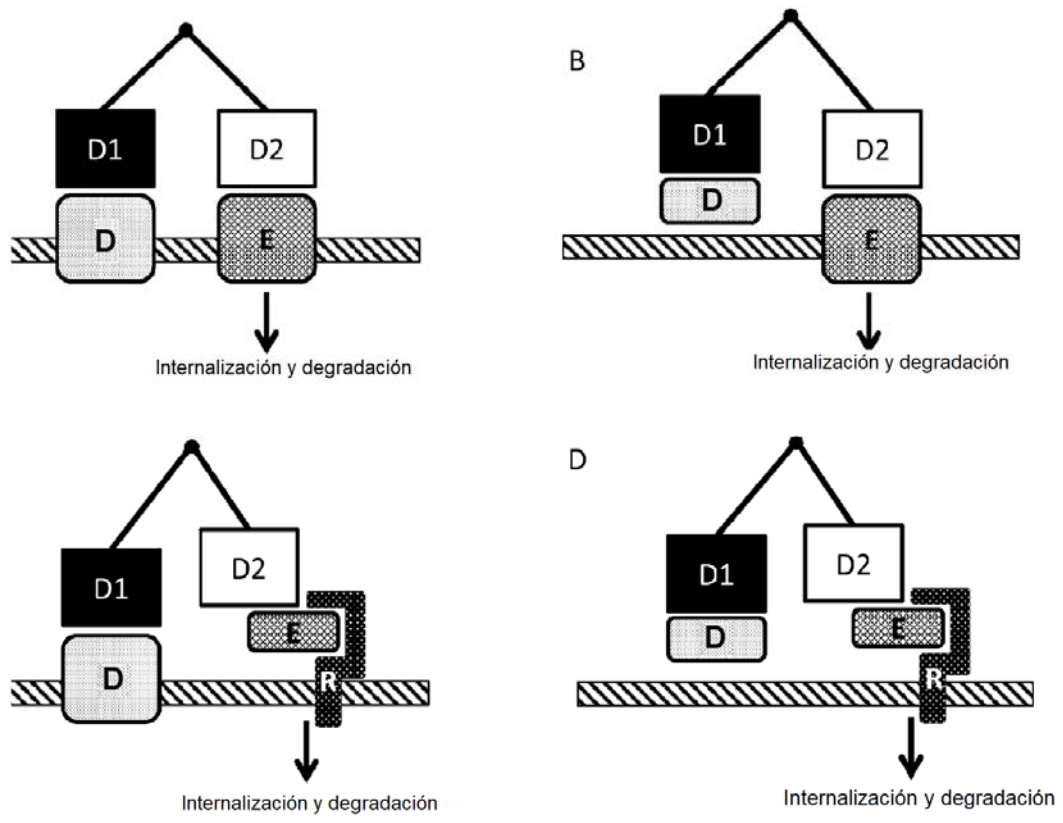 B
D1 D2 D1 D2
D E D E
Internalización y degradación Internalización y degradación
D
D1 D2 D1 D2
E E
D R D R
Internalización y degradación Internalización y degradación